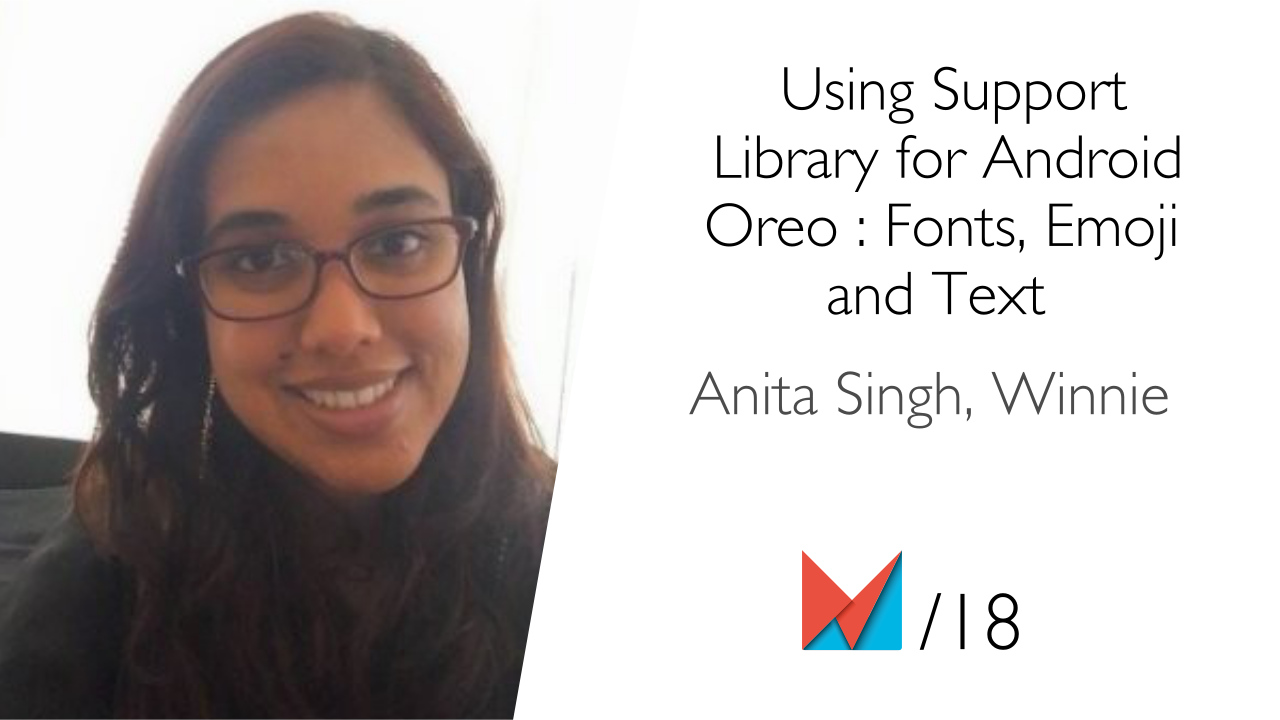 Using Support
Library for Android
Oreo : Fonts, Emoji
and Text
Anita Singh, Winnie
/18